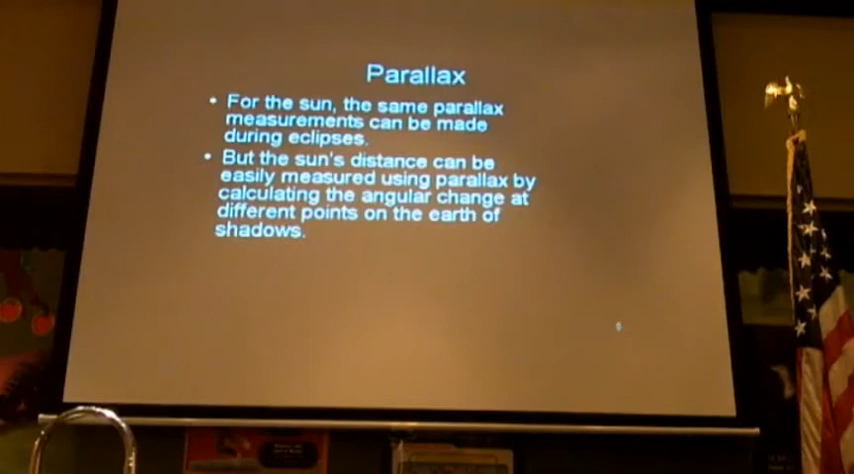 Parallax
• For the sun, the same parallax
measurements can be made
during eclipses.
• But the sun's distance can be
easily measured using parallax by
calculating the angular change at
different points on the earth of
shadows.